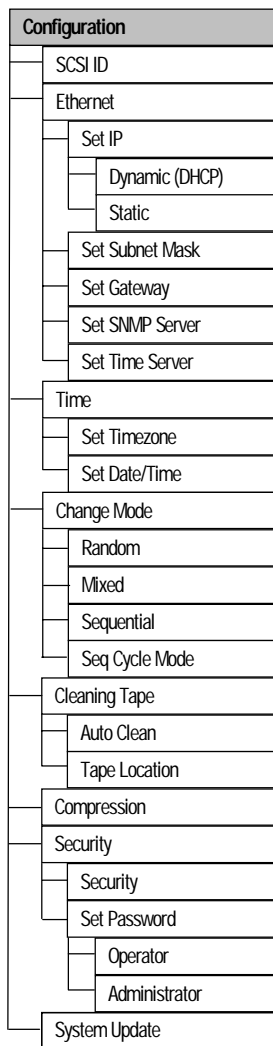 Configuration
SCSI ID
Ethernet
Set IP
Dynamic (DHCP)
Static
Set Subnet Mask
Set Gateway
Set SNMP Server
Set Time Server
Time
Set Timezone
Set Date/Time
Change Mode
Random
Mixed
Sequential
Seq Cycle Mode
Cleaning Tape
Auto Clean
Tape Location
Compression
Security
Security
Set Password
Operator
Administrator
System Update